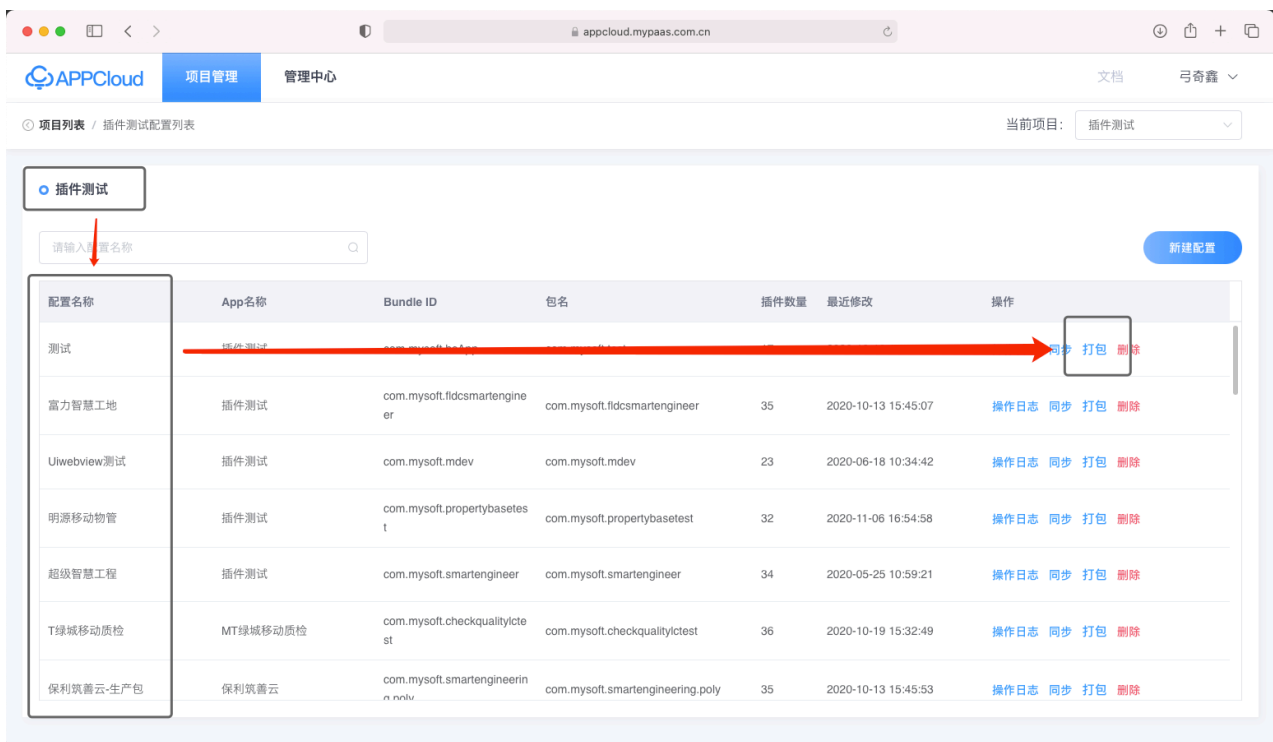 appcloud.mypaas.com.cn
APPCloud 项目管理 管理中心 文档 弓奇鑫
项目列表 / 插件测试配置列表 当前项目: 插件测试
插件测试
请输入配置名称 新建配置
配置名称 App名称 Bundle ID 包名 插件数量 最近修改 操作
测试 插件测试 同步 打包 删除
富力智慧工地 插件测试 com.mysoft.fldcsmartengine
er com.mysoft.fldcsmartengineer 35 2020-10-13 15:45:07 操作日志 同步 打包 删除
Uiwebview测试 插件测试 com.mysoft.mdev com.mysoft.mdev 23 2020-06-18 10:34:42 操作日志 同步 打包 删除
明源移动物管 插件测试 com.mysoft.propertybasetes
t com.mysoft.propertybasetest 32 2020-11-06 16:54:58 操作日志 同步 打包 删除
超级智慧工程 插件测试 com.mysoft.smartengineer com.mysoft.smartengineer 34 2020-05-25 10:59:21 操作日志 同步 打包 删除
T绿城移动质检 MT绿城移动质检 com.mysoft.checkqualitylcte
st com.mysoft.checkqualitylctest 36 2020-10-19 15:32:49 操作日志 同步 打包 删除
保利筑善云-生产包 保利筑善云 com.mysoft.smartengineerin
g.poly com.mysoft.smartengineering.poly 35 2020-10-13 15:45:53 操作日志 同步 打包 删除